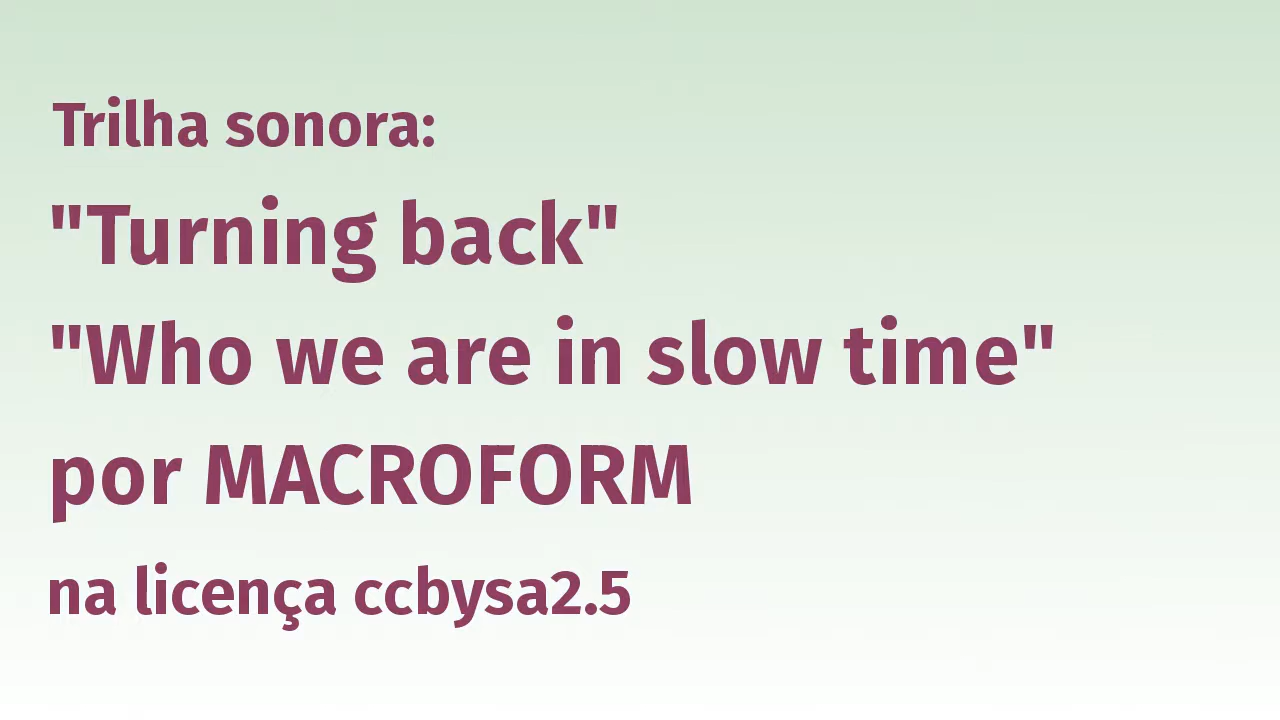 Trilha sonora:
"Turning back"
"Who we are in slow time"
por MACROFORM
na licença ccbysa2.5